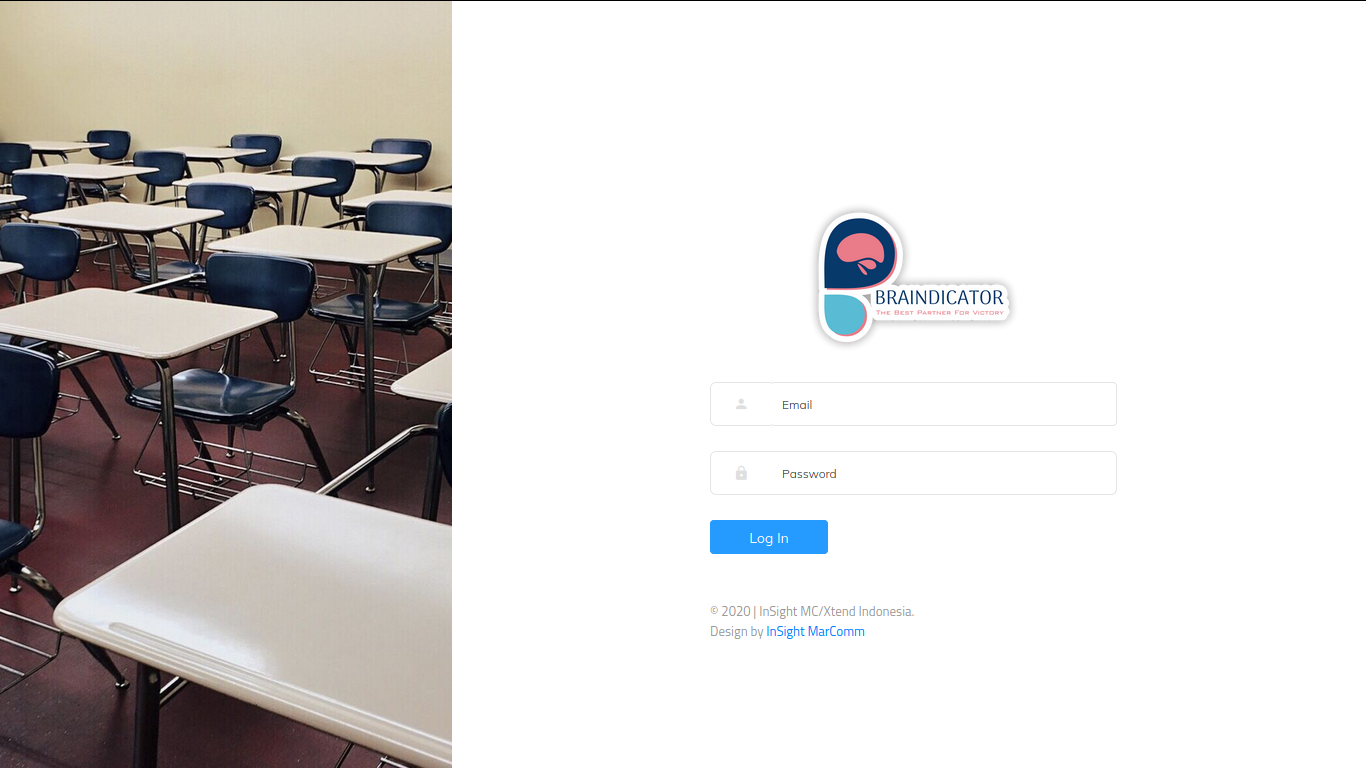 BRAINDICATOR
The Best Partner For Victory
Email
Password
Log In
© 2020 | InSight MC/Xtend Indonesia.
Design by InSight MarComm